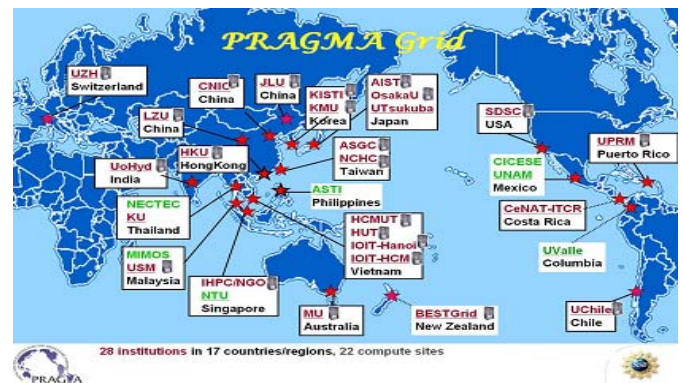 PRAGMA Grid
UZH
Switzerland
CNIC
China
JLU
China
KISTI
KMU
Korea
AIST
OsakaU
UTsukuba
Japan
LZU
China
SDSC
USA
UPRM
Puerto Rico
UoHyd
India
HKU
HongKong
ASGC
NCHC
Taiwan
CICESE
UNAM
Mexico
NECTEC
KU
Thailand
ASTI
Philippines
CeNAT-ITCR
Costa Rica
MIMOS
USM
Malaysia
HCMUT
HUT
IOIT-Hanoi
IOIT-HCM
Vietnam
UValle
Columbia
IHPC/NGO
NTU
Singapore
MU
Australia
BESTGrid
New Zealand
UChile
Chile
28 institutions in 17 countries/regions, 22 compute sites
PRAGMA